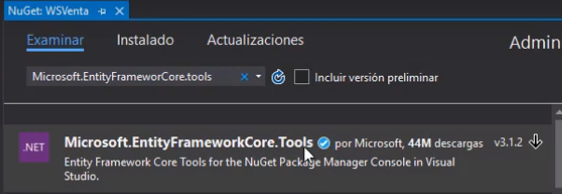 NuGet: WSVenta
Examinar Instalado Actualizaciones Admin
Microsoft.EntityFrameworCore.tools Incluir versión preliminar
.NET Microsoft.EntityFrameworkCore.Tools por Microsoft, 44M descargas v3.1.2
Entity Framework Core Tools for the NuGet Package Manager Console in Visual
Studio.